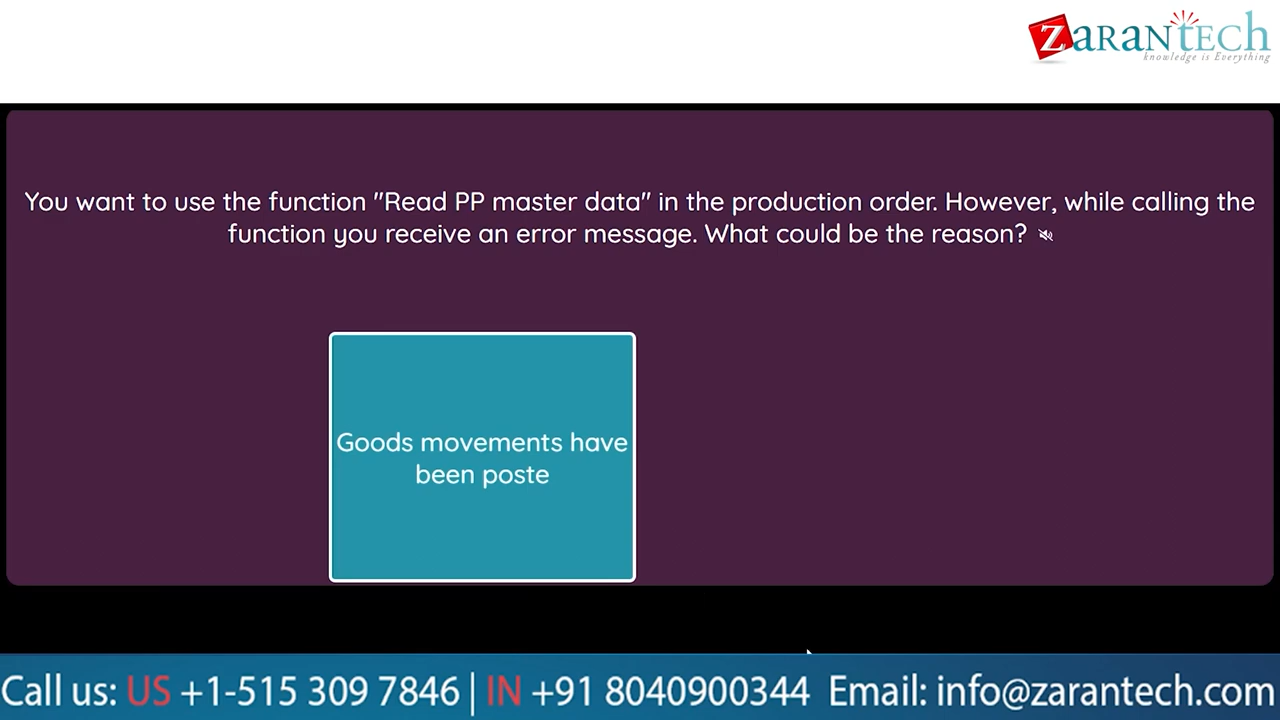 ZARANTECH
knowledge is Everything
You want to use the function "Read PP master data" in the production order. However, while calling the
function you receive an error message. What could be the reason?
Goods movements have
been poste
Call us: US +1-515 309 7846 | IN +91 8040900344 Email: info@zarantech.com